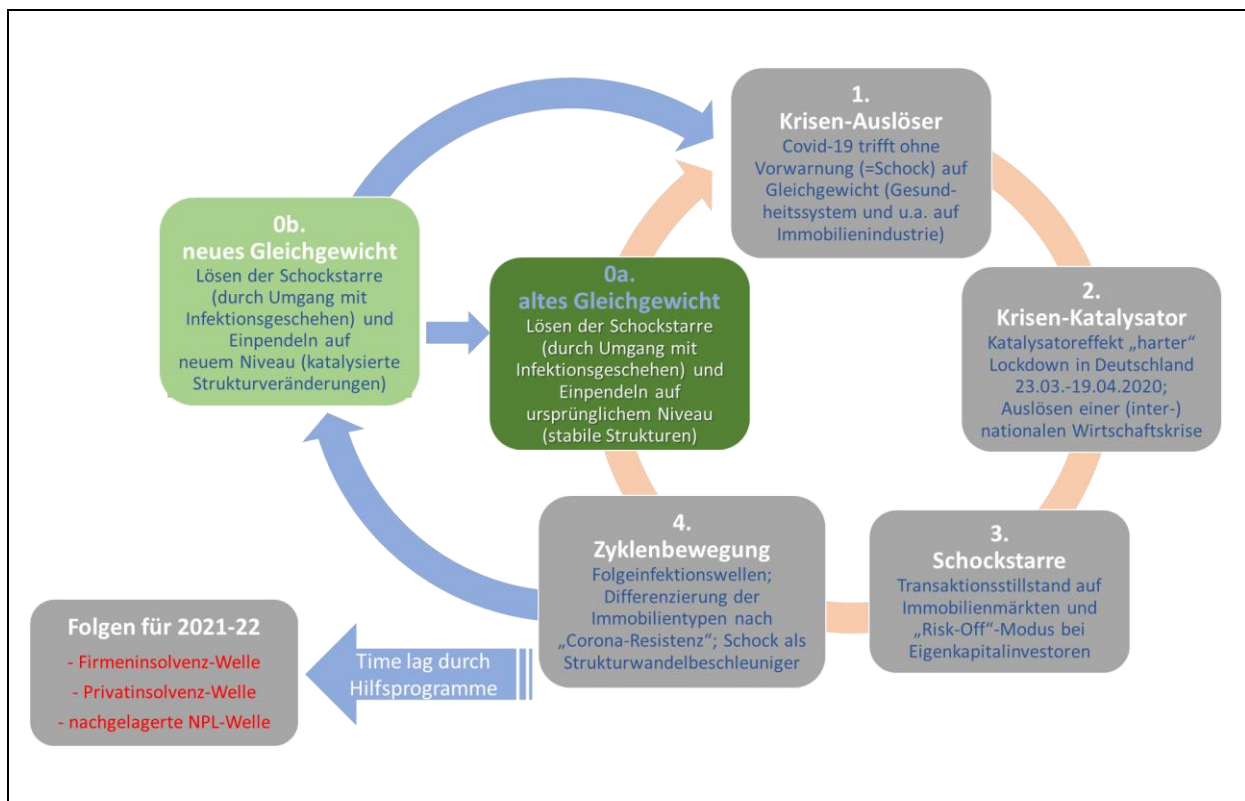 1.
Krisen-Auslöser
Covid-19 trifft ohne
Vorwarnung (=Schock) auf
Gleichgewicht (Gesund-
heitssystem und u.a. auf
Immobilienindustrie)
2.
Krisen-Katalysator
Katalysatoreffekt „harter“
Lockdown in Deutschland
23.03.-19.04.2020;
Auslösen einer (inter-)
nationalen Wirtschaftskrise
3.
Schockstarre
Transaktionsstillstand auf
Immobilienmärkten und
„Risk-Off“-Modus bei
Eigenkapitalinvestoren
4.
Zyklenbewegung
Folgeinfektionswellen;
Differenzierung der
Immobilientypen nach
„Corona-Resistenz“; Schock als
Strukturwandelbeschleuniger
0a.
altes Gleichgewicht
Lösen der Schockstarre
(durch Umgang mit
Infektionsgeschehen) und
Einpendeln auf
ursprünglichem Niveau
(stabile Strukturen)
0b.
neues Gleichgewicht
Lösen der Schockstarre
(durch Umgang mit
Infektionsgeschehen) und
Einpendeln auf
neuem Niveau (katalysierte
Strukturveränderungen)
Time lag durch
Hilfsprogramme
Folgen für 2021-22
- Firmeninsolvenz-Welle
- Privatinsolvenz-Welle
- nachgelagerte NPL-Welle